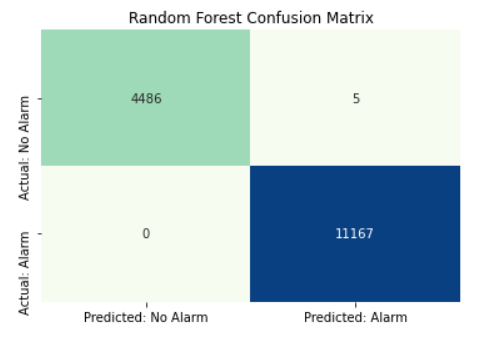 Random Forest Confusion Matrix
Actual: No Alarm
4486 5
Actual: Alarm
0 11167
Predicted: No Alarm Predicted: Alarm